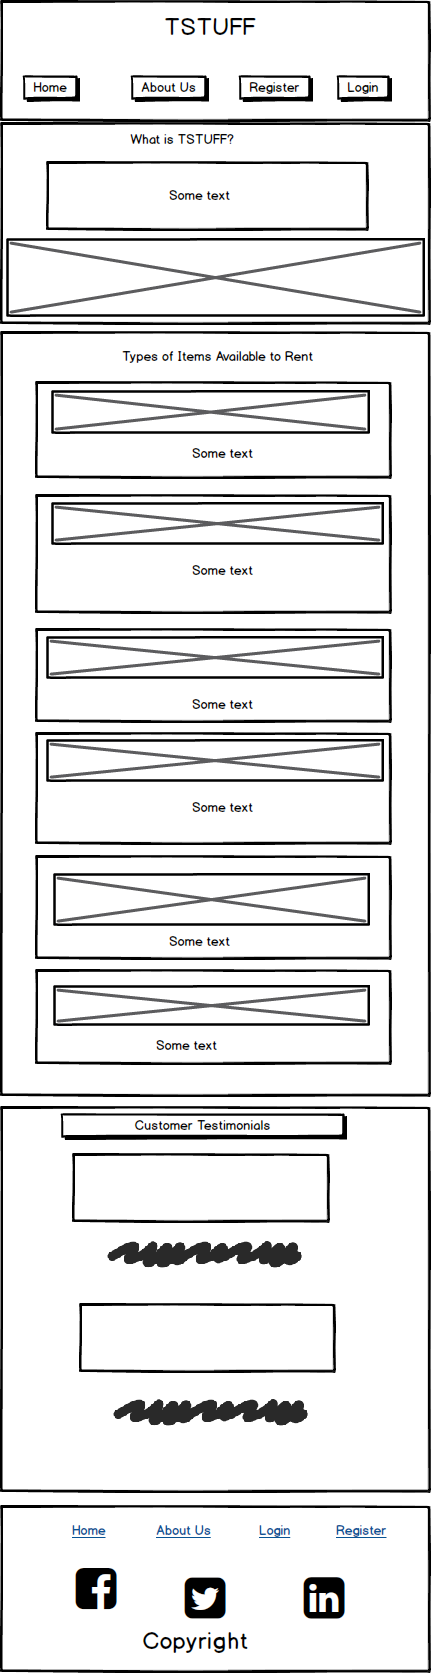 TSTUFF
Home About Us Register Login
What is TSTUFF?
Some text
Types of Items Available to Rent
Some text
Some text
Some text
Some text
Some text
Some text
Customer Testimonials
Home About Us Login Register
Copyright